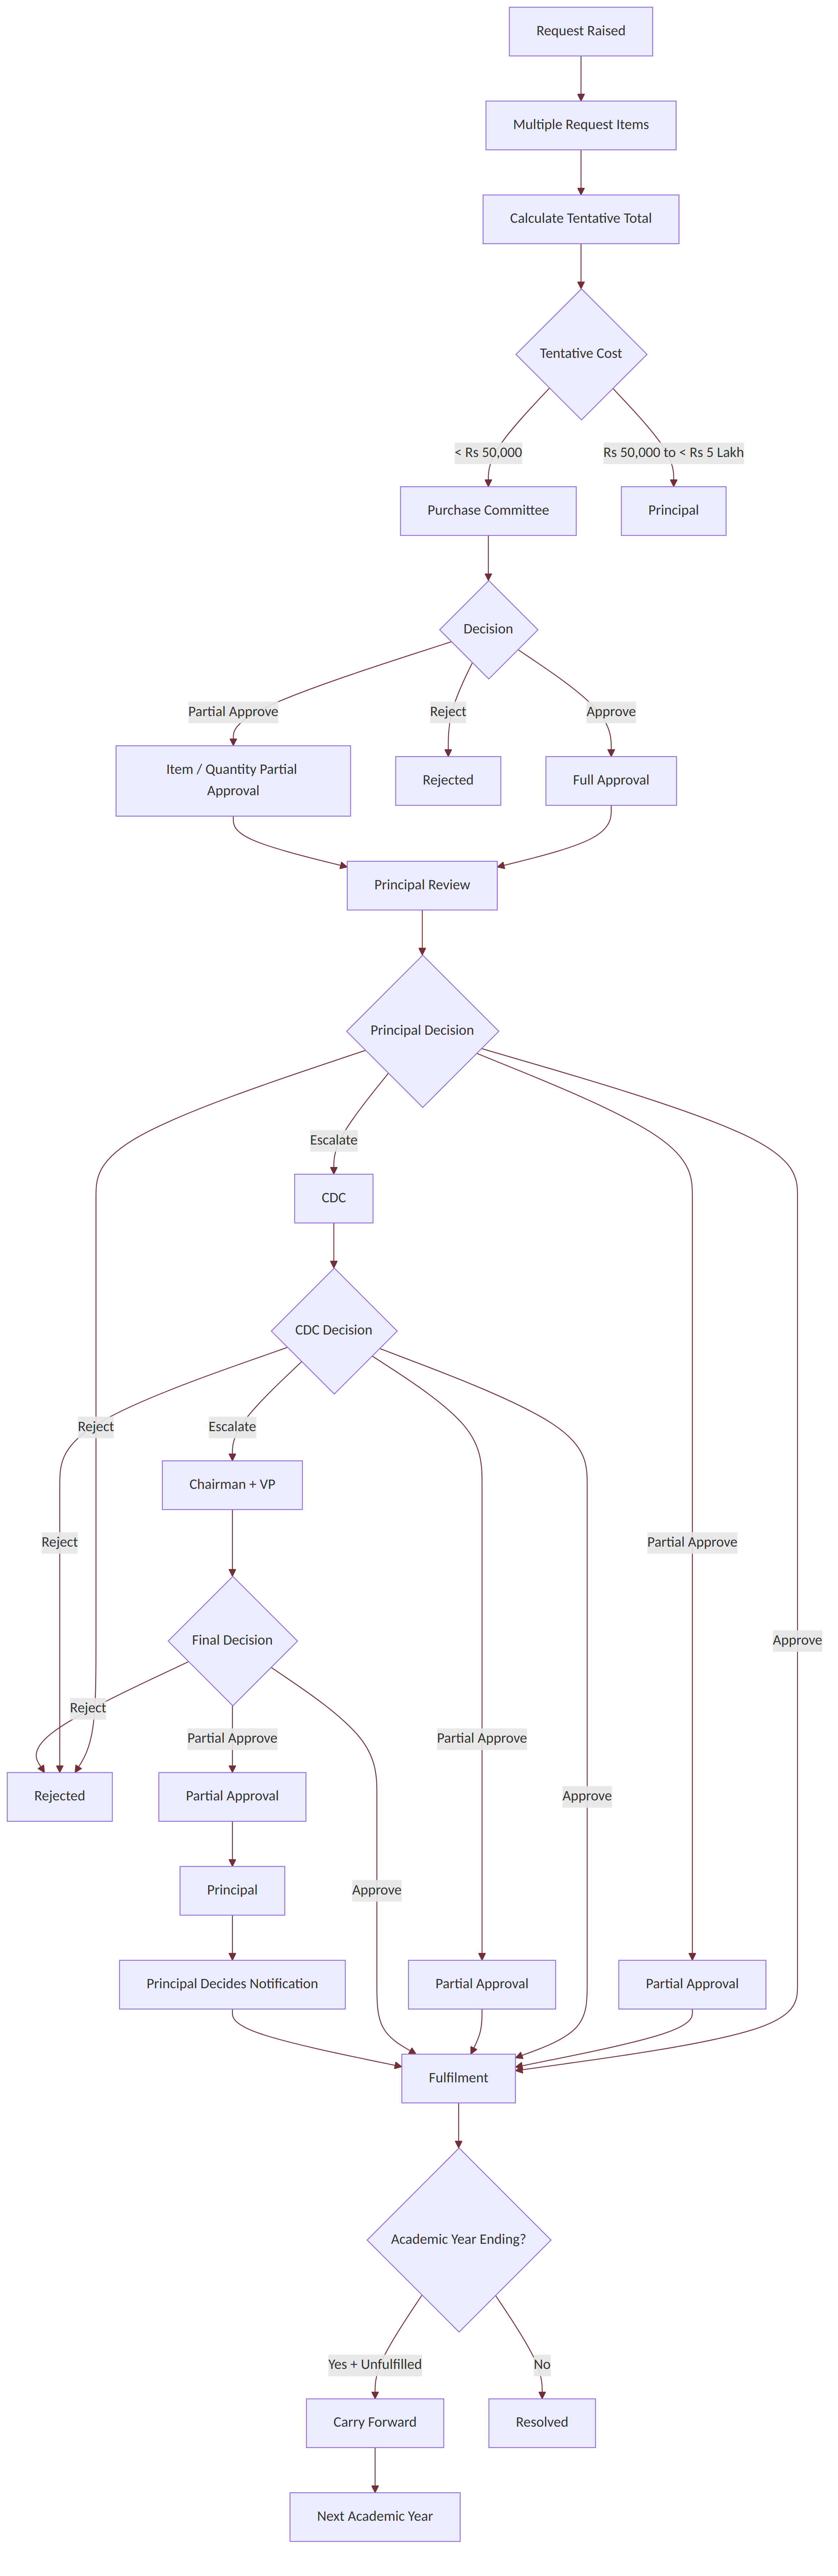 Request Raised
Multiple Request Items
Calculate Tentative Total
Tentative Cost
< Rs 50,000
Rs 50,000 to < Rs 5 Lakh
Purchase Committee
Principal
Decision
Partial Approve
Reject
Approve
Item / Quantity Partial
Approval
Rejected
Full Approval
Principal Review
Principal Decision
Escalate
CDC
CDC Decision
Reject
Escalate
Chairman + VP
Reject
Partial Approve
Final Decision
Approve
Reject
Partial Approve
Partial Approve
Rejected
Partial Approval
Approve
Principal
Approve
Principal Decides Notification
Partial Approval
Partial Approval
Fulfilment
Academic Year Ending?
Yes + Unfulfilled
No
Carry Forward
Resolved
Next Academic Year